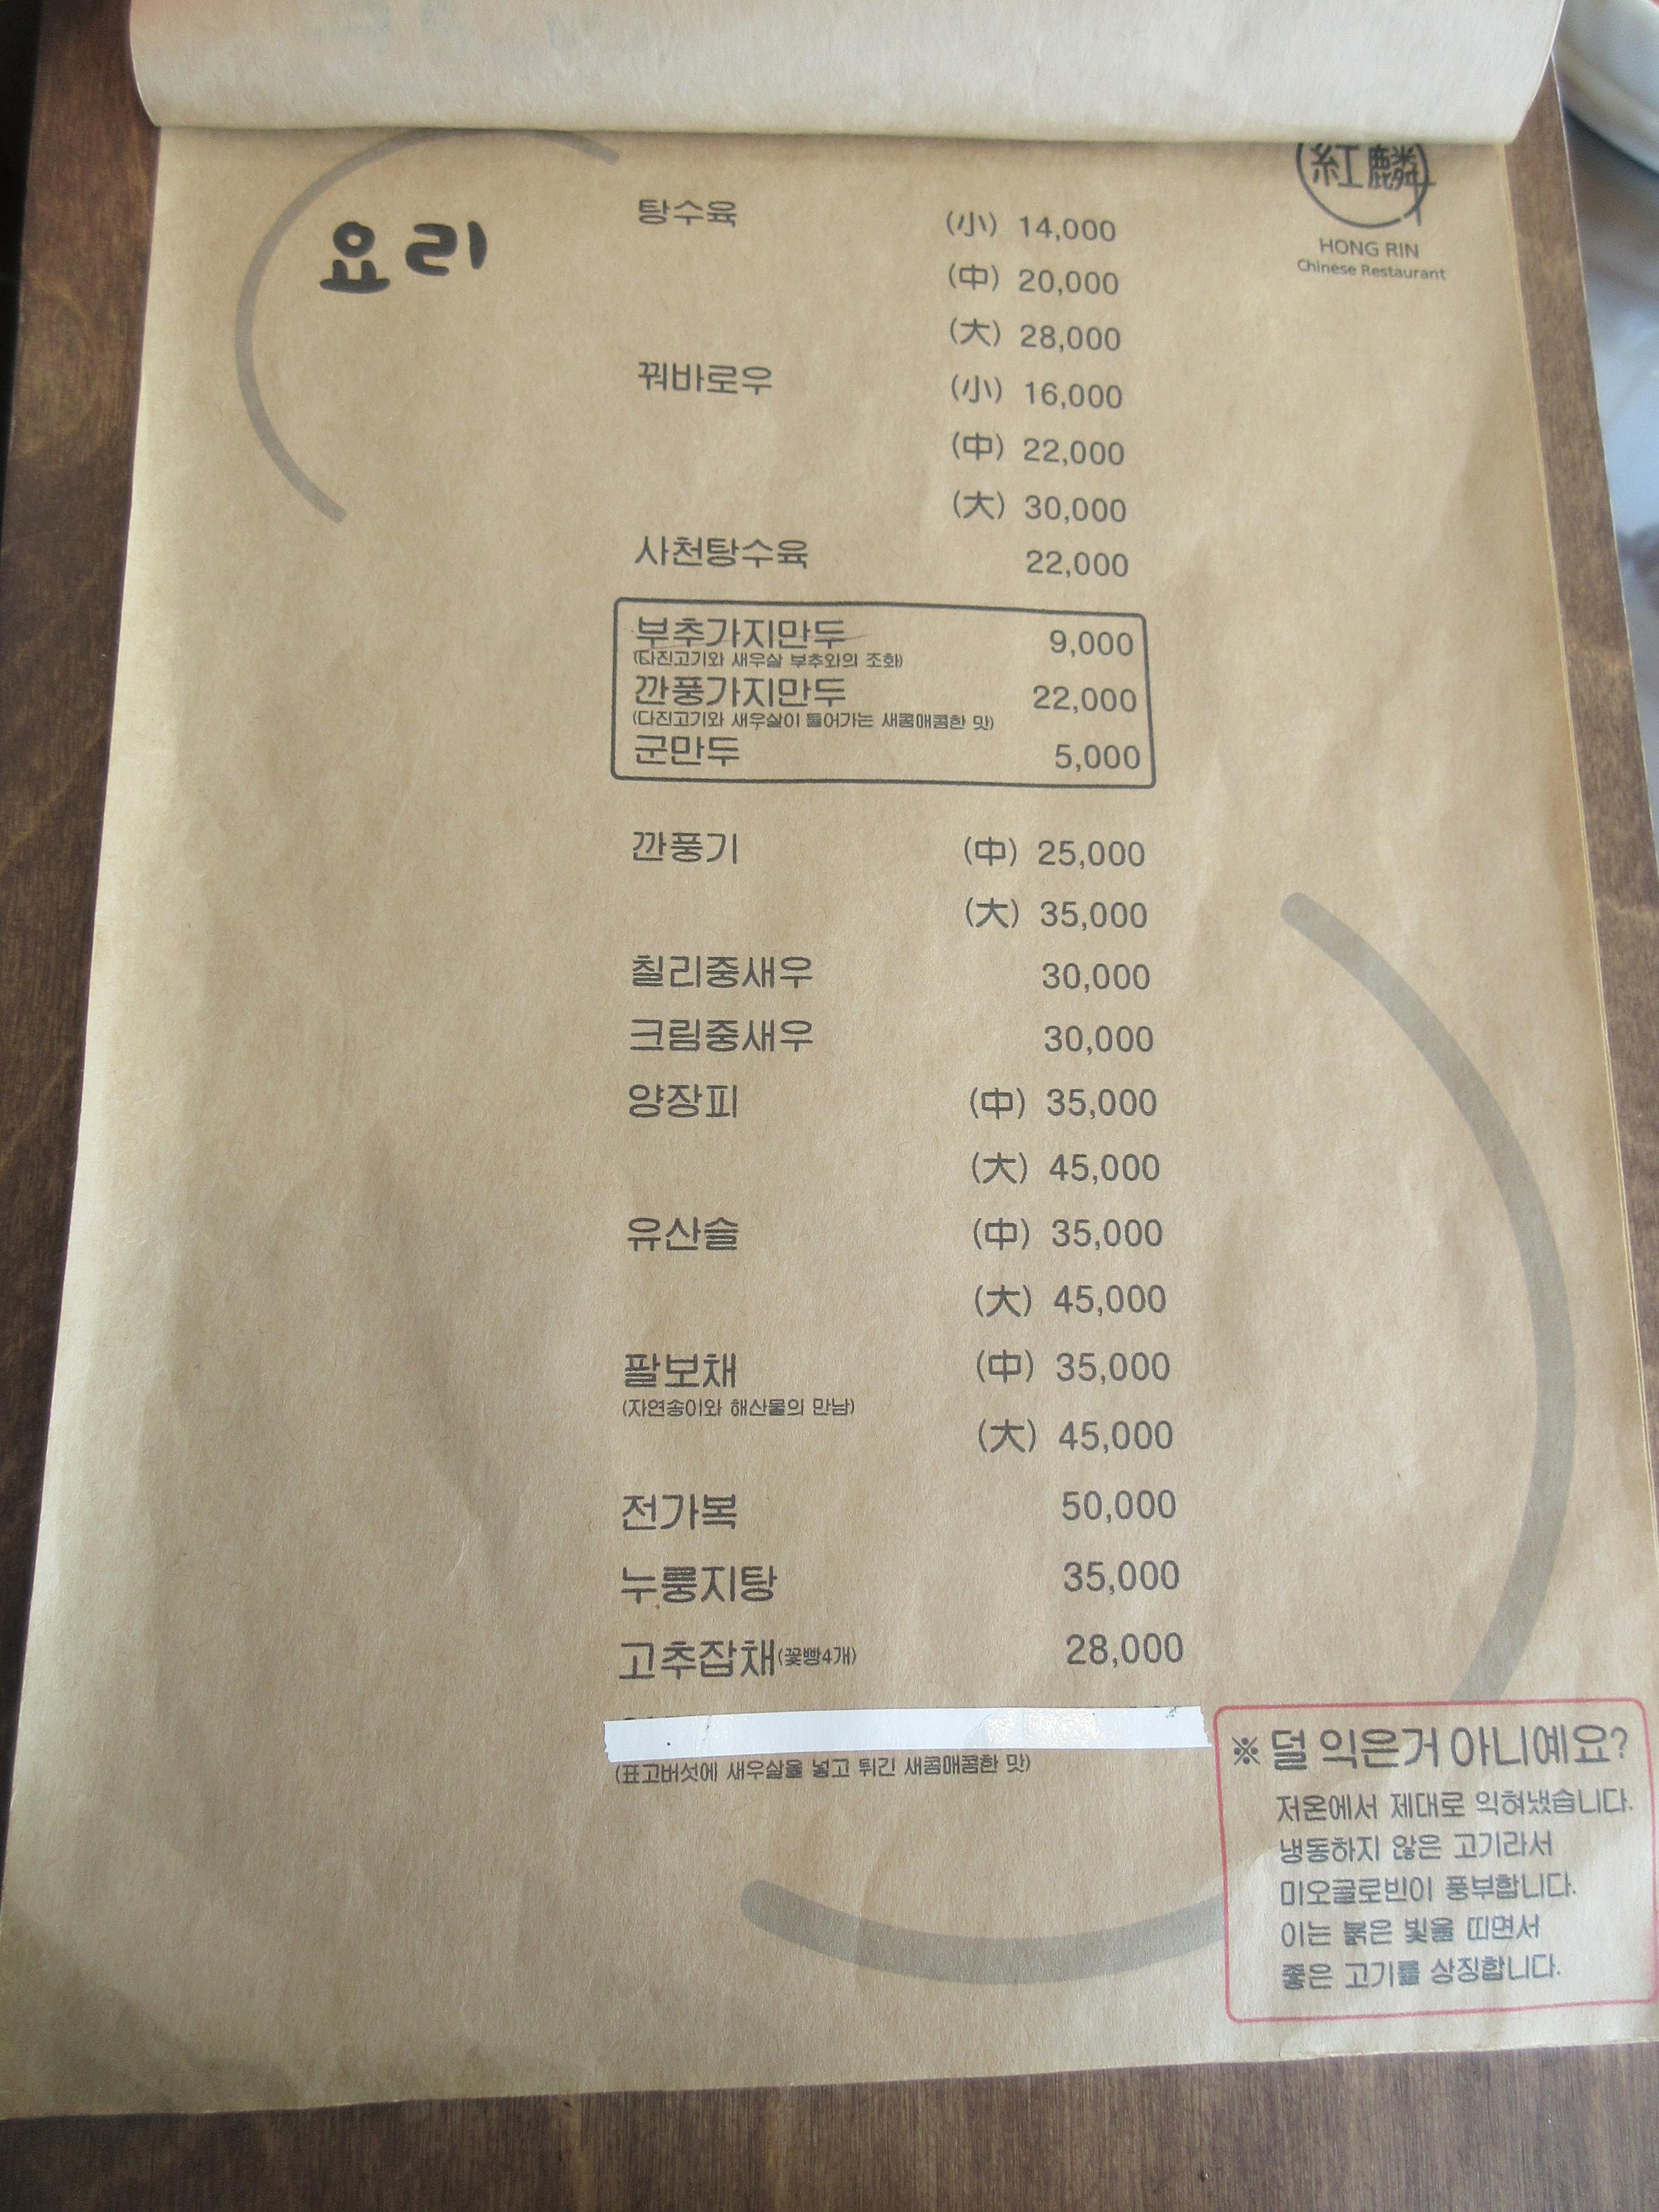 紅麟
HONG RIN
Chinese Restaurant
요리
탕수육 (小) 14,000
(中) 20,000
(大) 28,000
꿔바로우 (小) 16,000
(中) 22,000
(大) 30,000
사천탕수육 22,000
부추가지만두 9,000
(다진고기와 새우살 부추와의 조화)
깐풍가지만두 22,000
(다진고기와 새우살이 들어가는 새콤매콤한 맛)
군만두 5,000
깐풍기 (中) 25,000
(大) 35,000
칠리중새우 30,000
크림중새우 30,000
양장피 (中) 35,000
(大) 45,000
유산슬 (中) 35,000
(大) 45,000
팔보채 (中) 35,000
(자연송이와 해산물의 만남)
(大) 45,000
전가복 50,000
누룽지탕 35,000
고추잡채(꽃빵4개) 28,000
(표고버섯에 새우살을 넣고 튀긴 새콤매콤한 맛)
※ 덜 익은거 아니예요?
저온에서 제대로 익혀냈습니다.
냉동하지 않은 고기라서
미오글로빈이 풍부합니다.
이는 붉은 빛을 띠면서
좋은 고기를 상징합니다.